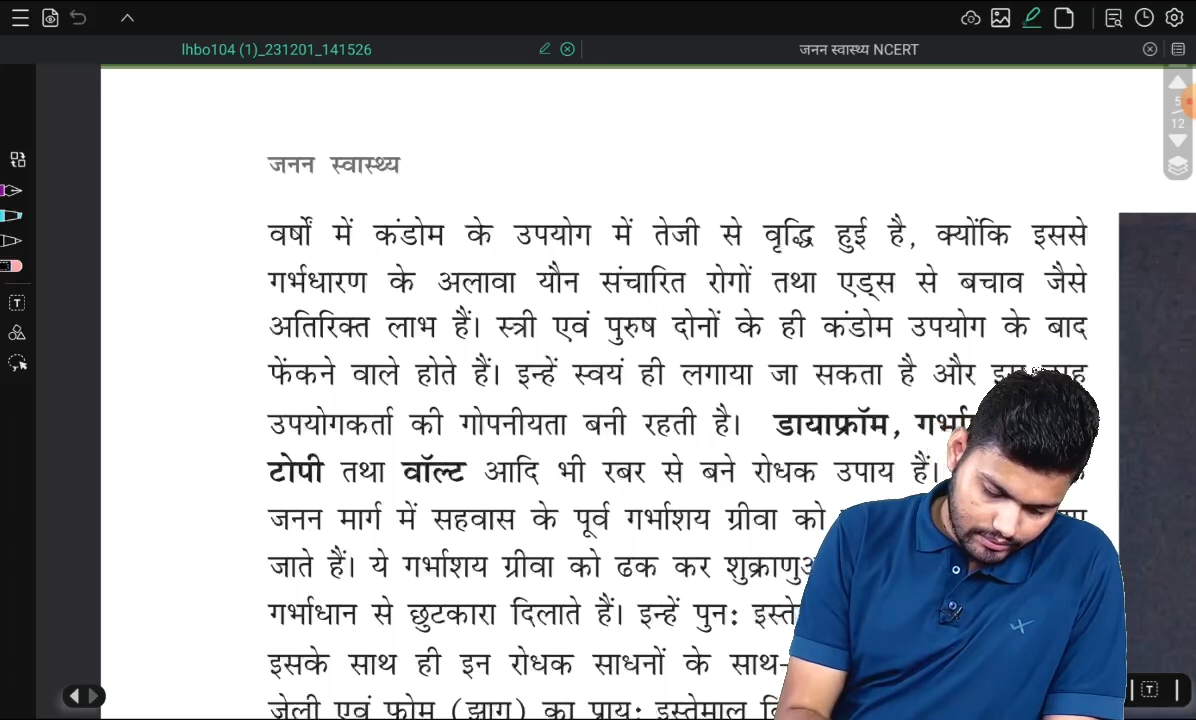 lhbo104 (1)_231201_141526
जनन स्वास्थ्य NCERT
5
12
जनन स्वास्थ्य
वर्षों में कंडोम के उपयोग में तेजी से वृद्धि हुई है, क्योंकि इससे
गर्भधारण के अलावा यौन संचारित रोगों तथा एड्स से बचाव जैसे
अतिरिक्त लाभ हैं। स्त्री एवं पुरुष दोनों के ही कंडोम उपयोग के बाद
फेंकने वाले होते हैं। इन्हें स्वयं ही लगाया जा सकता है और
उपयोगकर्ता की गोपनीयता बनी रहती है। डायाफ्रॉम,
टोपी तथा वॉल्ट आदि भी रबर से बने रोधक उपाय हैं।
जनन मार्ग में सहवास के पूर्व गर्भाशय ग्रीवा को
जाते हैं। ये गर्भाशय ग्रीवा को ढक कर
गर्भाधान से छुटकारा दिलाते हैं। इन्हें पुनः
इसके साथ ही इन रोधक साधनों के साथ-
जेली एवं फोम (झाग) का प्रायः इस्तेमाल